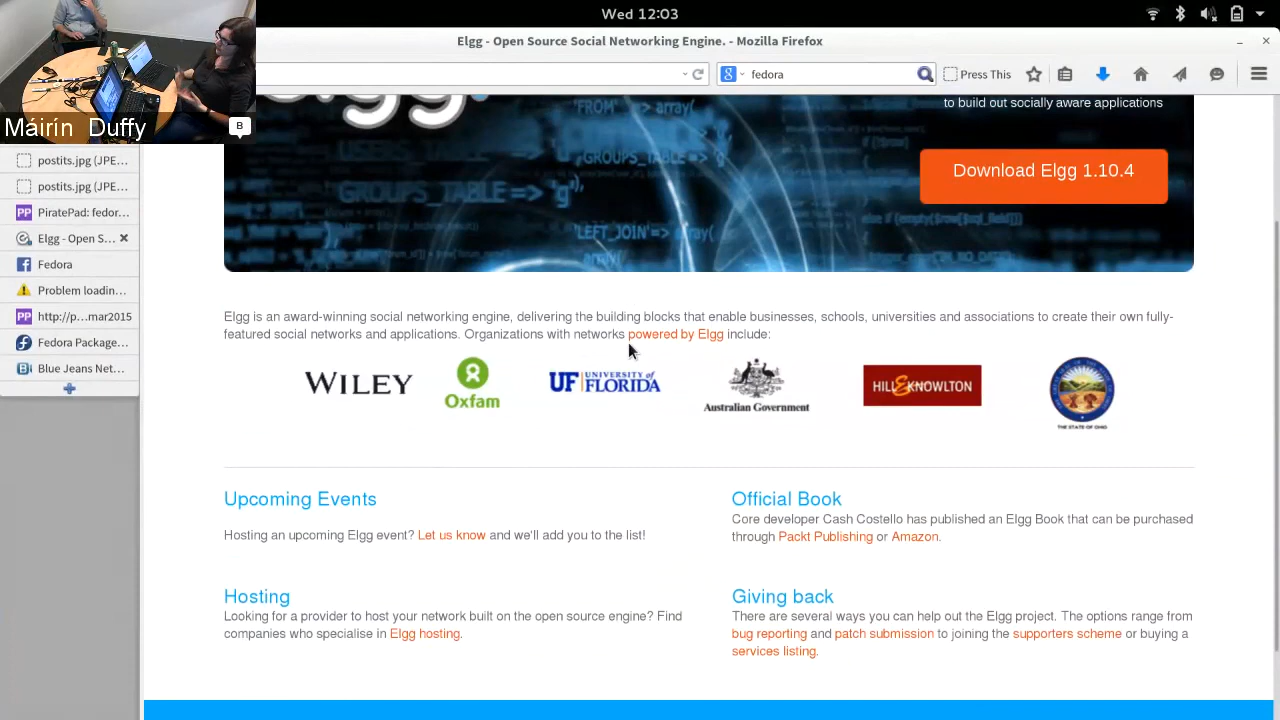 Wed 12:03
Elgg - Open Source Social Networking Engine. - Mozilla Firefox
fedora
Press This
Máirín Duffy
B
postits.jpg (JPE...
postits.jpg (JPE...
PiratePad: fedor...
Elgg - Open S...
Fedora
Problem loadin...
http://p...mar2015
Fedora Package...
Blue Jeans Net...
to build out socially aware applications
Download Elgg 1.10.4
'FROM' => array(
GROUPS_TABLE => 'g'),
'LEFT_JOIN' => array(
Elgg is an award-winning social networking engine, delivering the building blocks that enable businesses, schools, universities and associations to create their own fully-
featured social networks and applications. Organizations with networks powered by Elgg include:
WILEY
Oxfam
UF UNIVERSITY of FLORIDA
Australian Government
HILL & KNOWLTON
THE STATE OF OHIO
Upcoming Events
Hosting an upcoming Elgg event? Let us know and we'll add you to the list!
Official Book
Core developer Cash Costello has published an Elgg Book that can be purchased
through Packt Publishing or Amazon.
Hosting
Looking for a provider to host your network built on the open source engine? Find
companies who specialise in Elgg hosting.
Giving back
There are several ways you can help out the Elgg project. The options range from
bug reporting and patch submission to joining the supporters scheme or buying a
services listing.